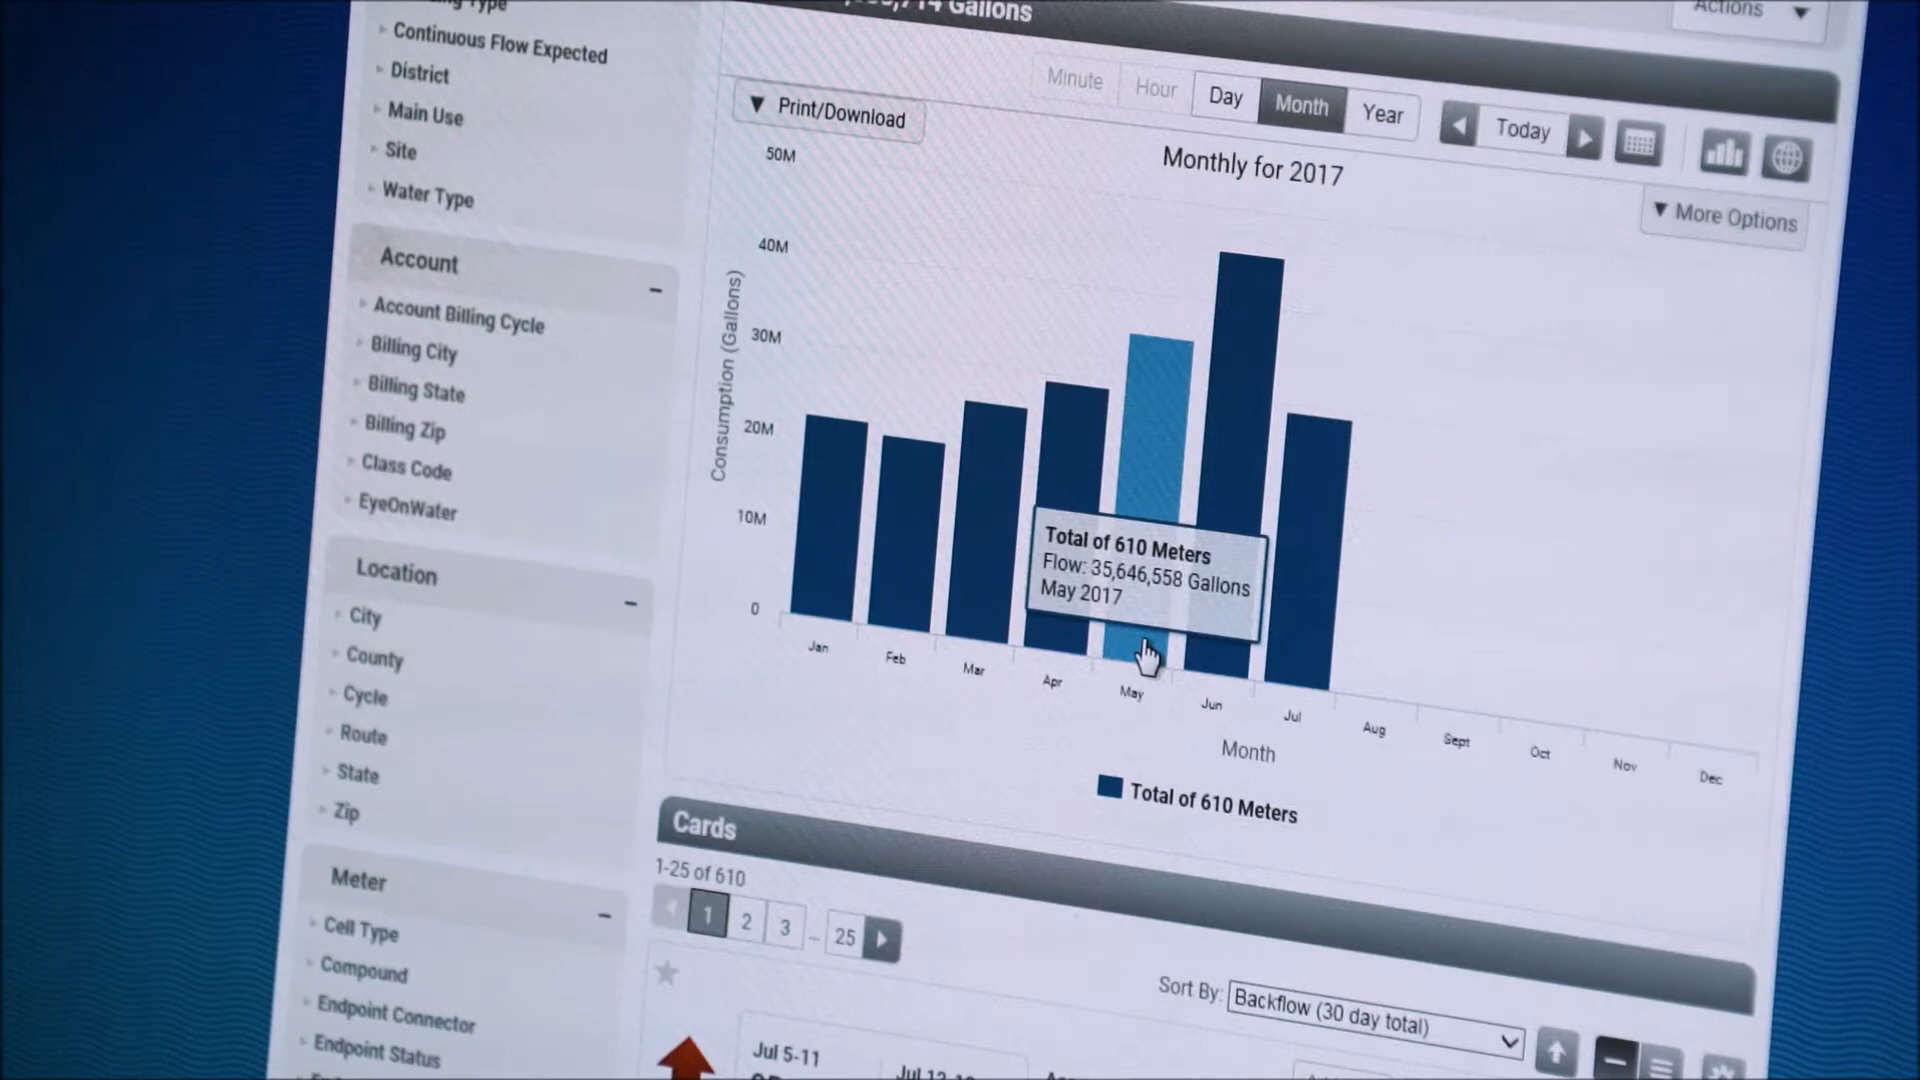 Gallons
Actions
Type
Continuous Flow Expected
District
Main Use
Site
Water Type
Account
Account Billing Cycle
Billing City
Billing State
Billing Zip
Class Code
EyeOnWater
Location
City
County
Cycle
Route
State
Zip
Meter
Cell Type
Compound
Endpoint Connector
Endpoint Status
Print/Download
Minute Hour Day Month Year
Today
More Options
Monthly for 2017
50M
40M
30M
20M
10M
0
Consumption (Gallons)
Total of 610 Meters
Flow: 35,646,558 Gallons
May 2017
Jan Feb Mar Apr May Jun Jul Aug Sept Oct Nov Dec
Month
Total of 610 Meters
Cards
1-25 of 610
1 2 3 – 25
Sort By: Backflow (30 day total)
Jul 5-11